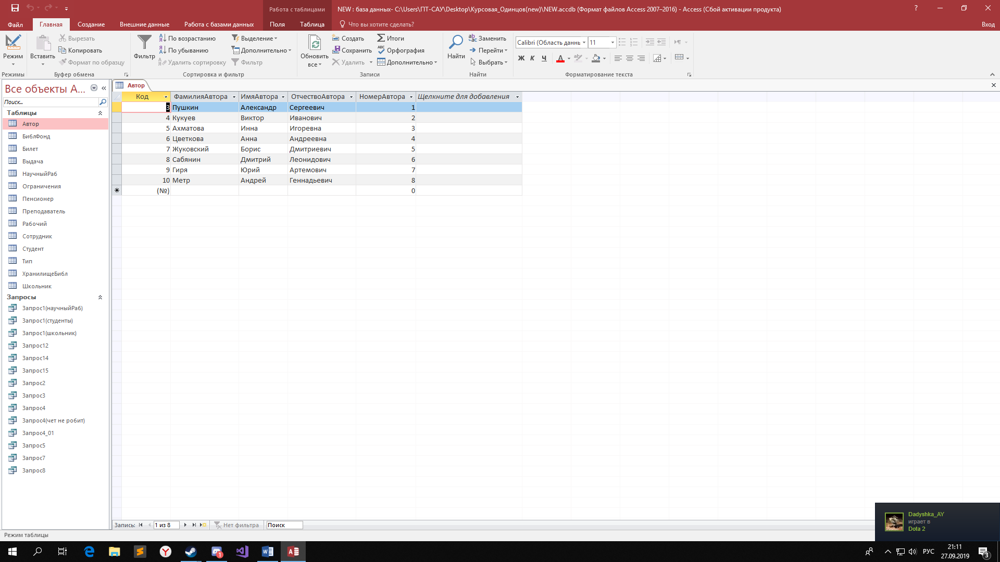 Работа с таблицами
NEW : база данных- C:\Users\ПТ-САУ\Desktop\Курсовая_Одинцов(new)\NEW.accdb (Формат файлов Access 2007–2016) - Access (Сбой активации продукта)
?
Файл Главная Создание Внешние данные Работа с базами данных Поля Таблица Что вы хотите сделать? Вход
Режим
Режимы
Вставить
Вырезать
Копировать
Формат по образцу
Буфер обмена
Фильтр
По возрастанию
По убыванию
Удалить сортировку
Выделение
Дополнительно
Фильтр
Сортировка и фильтр
Обновить
все
Создать
Сохранить
Удалить
Итоги
Орфография
Дополнительно
Записи
Найти
Заменить
Перейти
Выбрать
Найти
Calibri (Область данн
11
Ж К Ч А
Форматирование текста
Все объекты A...
Поиск...
Таблицы
Автор
БиблФонд
Билет
Выдача
НаучныйРаб
Ограничения
Пенсионер
Преподаватель
Рабочий
Сотрудник
Студент
Тип
ХранилищеБибл
Школьник
Запросы
Запрос1(научныйРаб)
Запрос1(студенты)
Запрос1(школьник)
Запрос12
Запрос14
Запрос15
Запрос2
Запрос3
Запрос4
Запрос4(чет не робит)
Запрос4_01
Запрос5
Запрос7
Запрос8
Автор
Код ФамилияАвтора ИмяАвтора ОтчествоАвтора НомерАвтора Щелкните для добавления
3 Пушкин Александр Сергеевич 1
4 Кукуев Виктор Иванович 2
5 Ахматова Инна Игоревна 3
6 Цветкова Анна Андреевна 4
7 Жуковский Борис Дмитриевич 5
8 Сабянин Дмитрий Леонидович 6
9 Гиря Юрий Артемович 7
10 Метр Андрей Геннадьевич 8
(№) 0
Запись: 1 из 8 Нет фильтра Поиск
Режим таблицы
Dadyshka_AY
играет в
Dota 2
1
РУС
21:11
27.09.2019
3